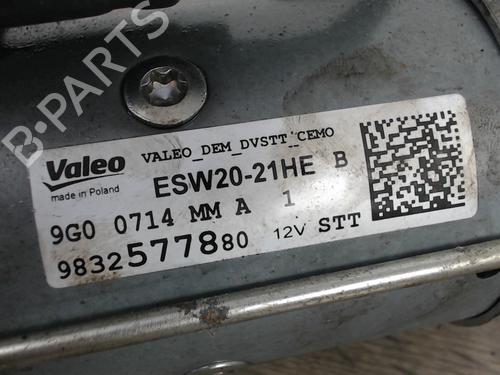 B-Parts
Valeo
made in Poland
VALEO_DEM_DVSTT_CEMO
ESW20-21HE B
9G0 0714 MM A 1
9832577880 12V STT